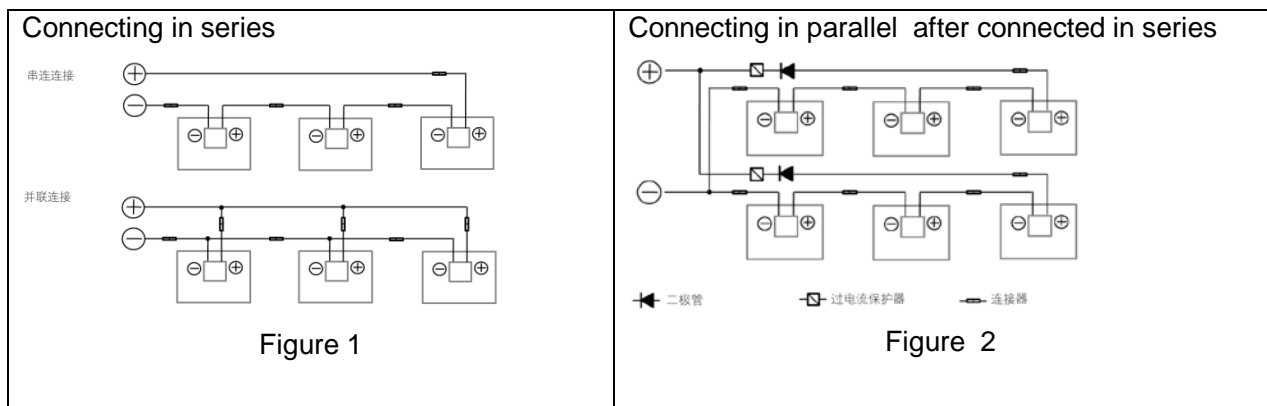 Connecting in series
串连连接
并联连接
Figure 1
Connecting in parallel after connected in series
二极管
过电流保护器
连接器
Figure 2